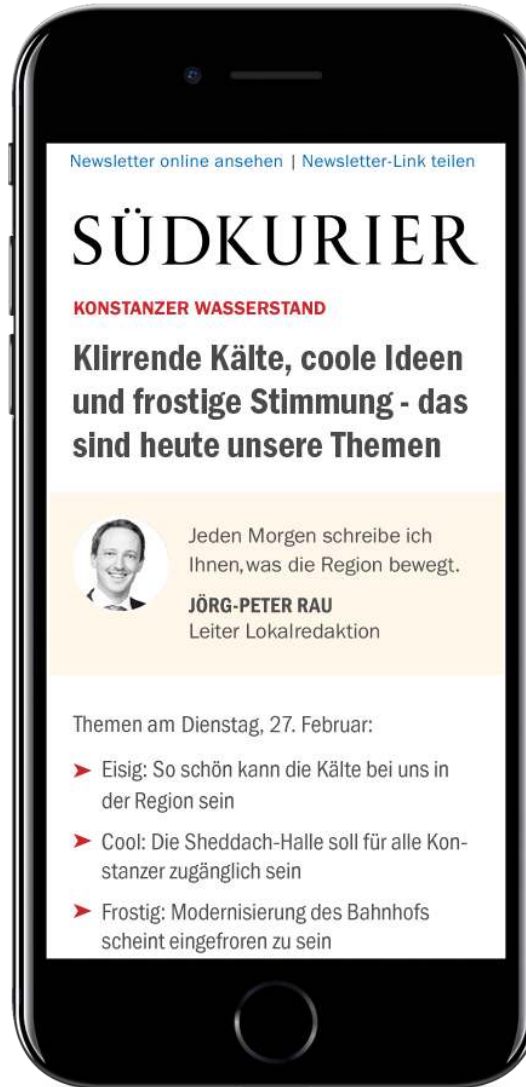 Newsletter online ansehen | Newsletter-Link teilen
SÜDKURIER
KONSTANZER WASSERSTAND
Klirrende Kälte, coole Ideen
und frostige Stimmung - das
sind heute unsere Themen
Jeden Morgen schreibe ich
Ihnen,was die Region bewegt.
JÖRG-PETER RAU
Leiter Lokalredaktion
Themen am Dienstag, 27. Februar:
➤ Eisig: So schön kann die Kälte bei uns in
der Region sein
➤ Cool: Die Sheddach-Halle soll für alle Kon-
stanzer zugänglich sein
➤ Frostig: Modernisierung des Bahnhofs
scheint eingefroren zu sein